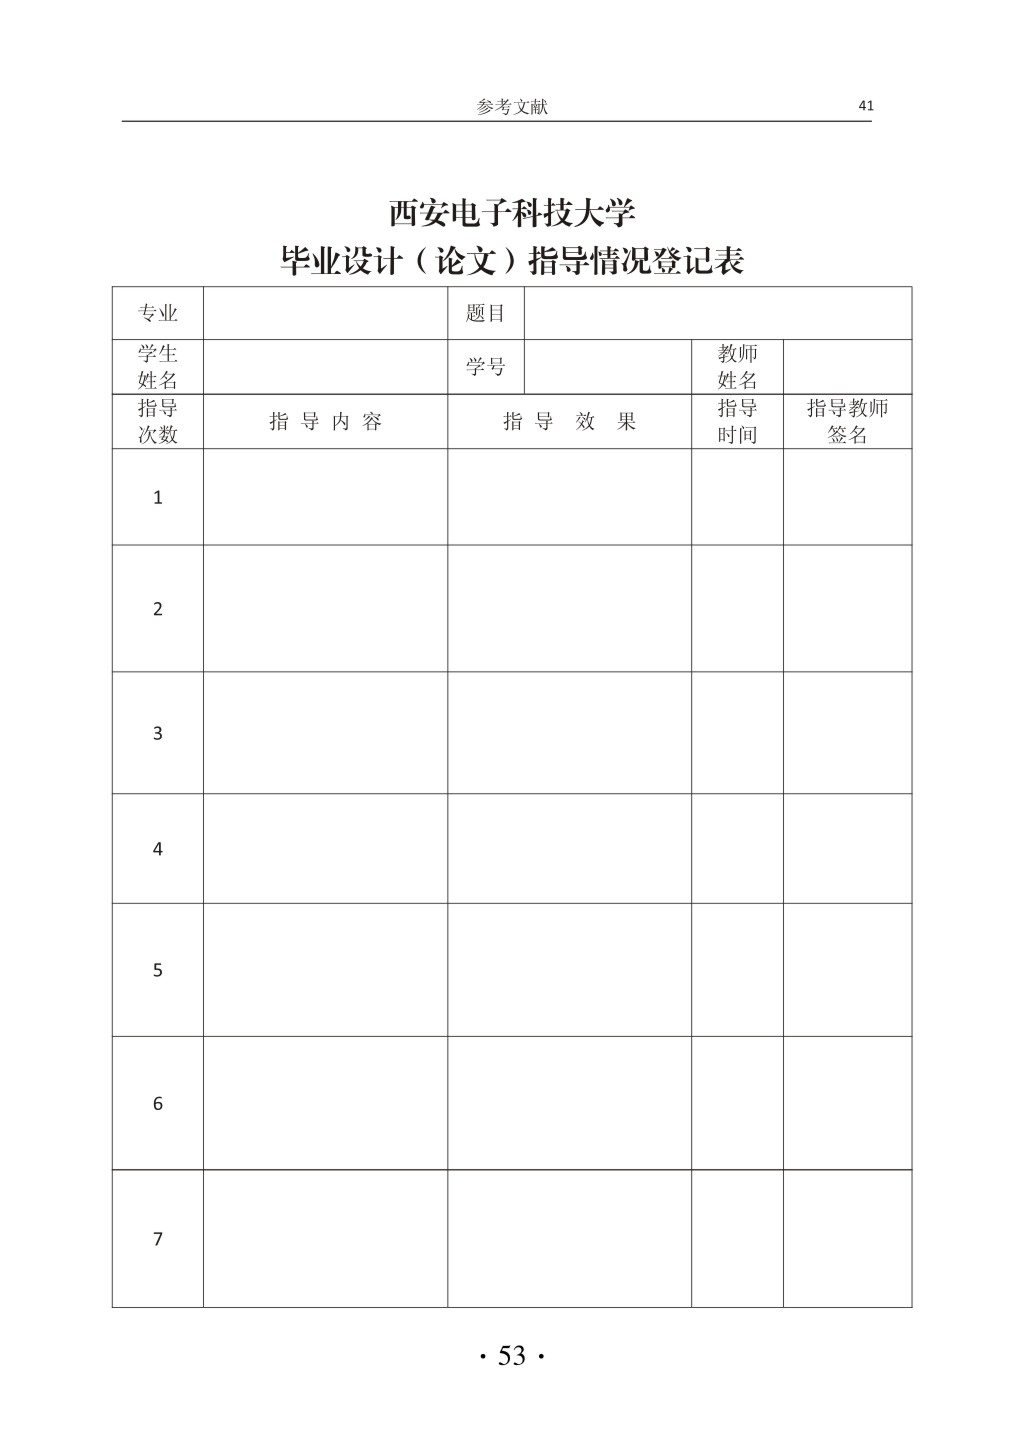 参考文献 41
西安电子科技大学
毕业设计（论文）指导情况登记表
专业 题目
学生
姓名
学号
教师
姓名
指导
次数
指 导 内 容
指 导 效 果
指导
时间
指导教师
签名
1
2
3
4
5
6
7
· 53 ·